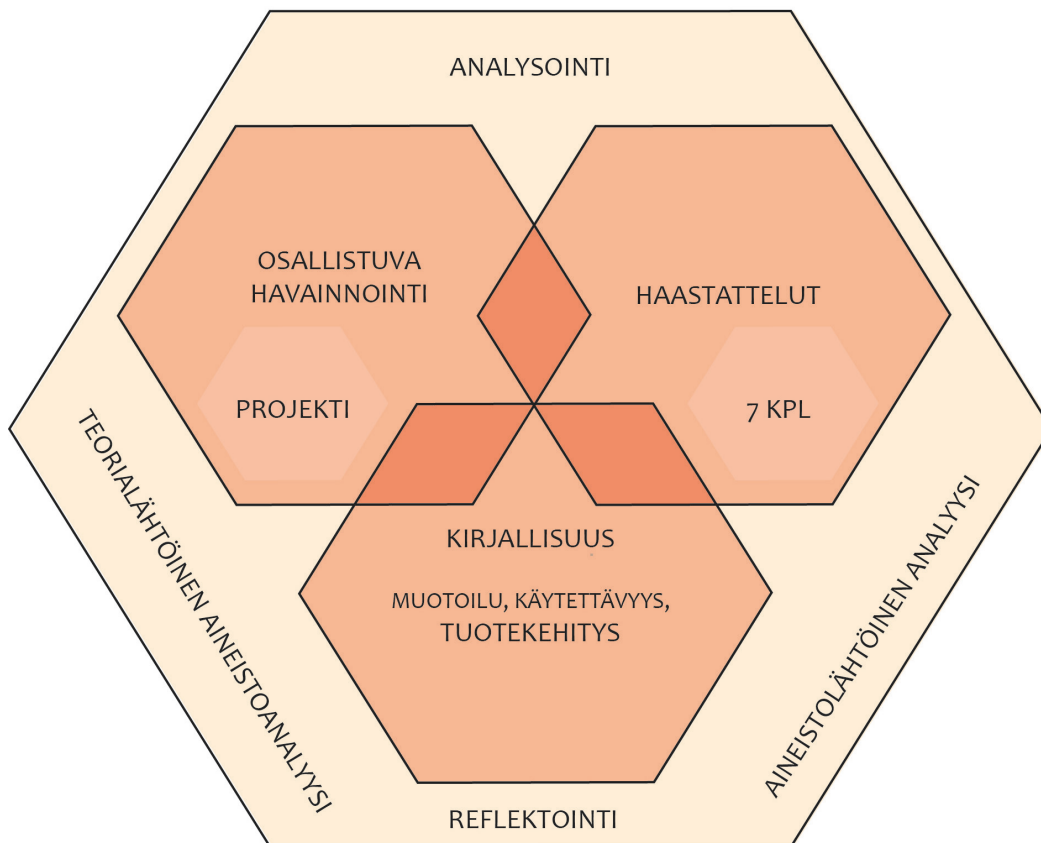 ANALYSOINTI
OSALLISTUVA
HAVAINNOINTI
HAASTATTELUT
PROJEKTI
7 KPL
TEORIALÄHTÖINEN AINEISTOANALYYSI
AINEISTOLÄHTÖINEN ANALYYSI
KIRJALLISUUS
MUOTOILU, KÄYTETTÄVYYS,
TUOTEKEHITYS
REFLEKTOINTI